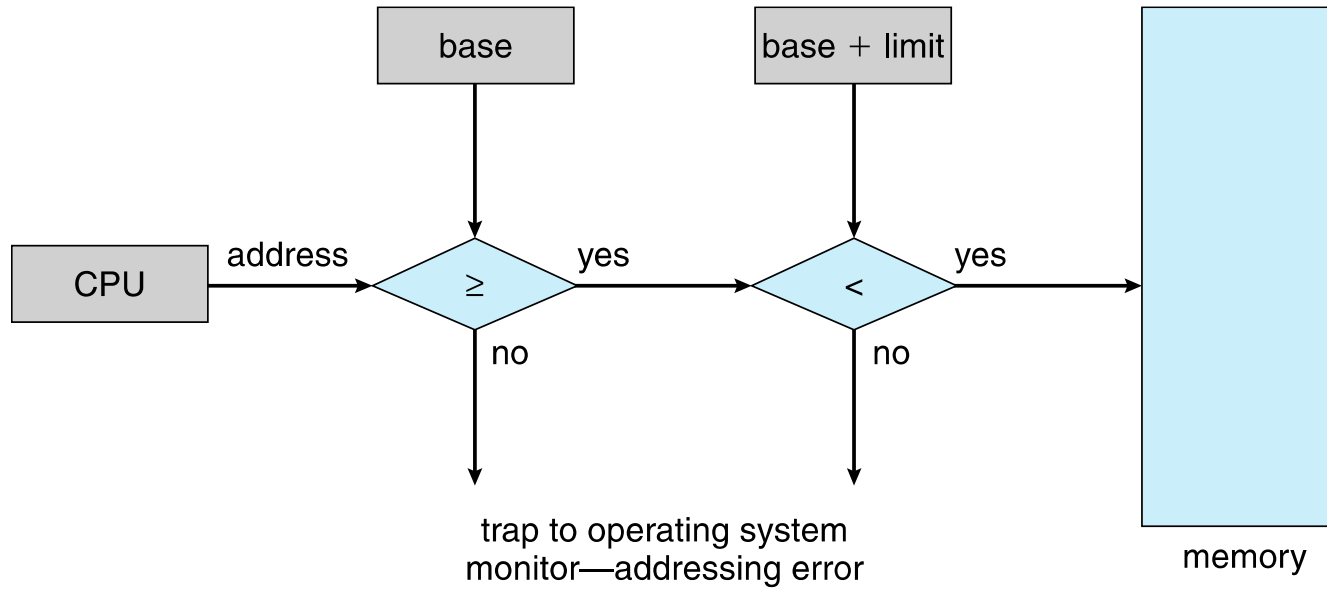 base
base + limit
CPU
address
≥
yes
<
yes
no
no
trap to operating system
monitor—addressing error
memory